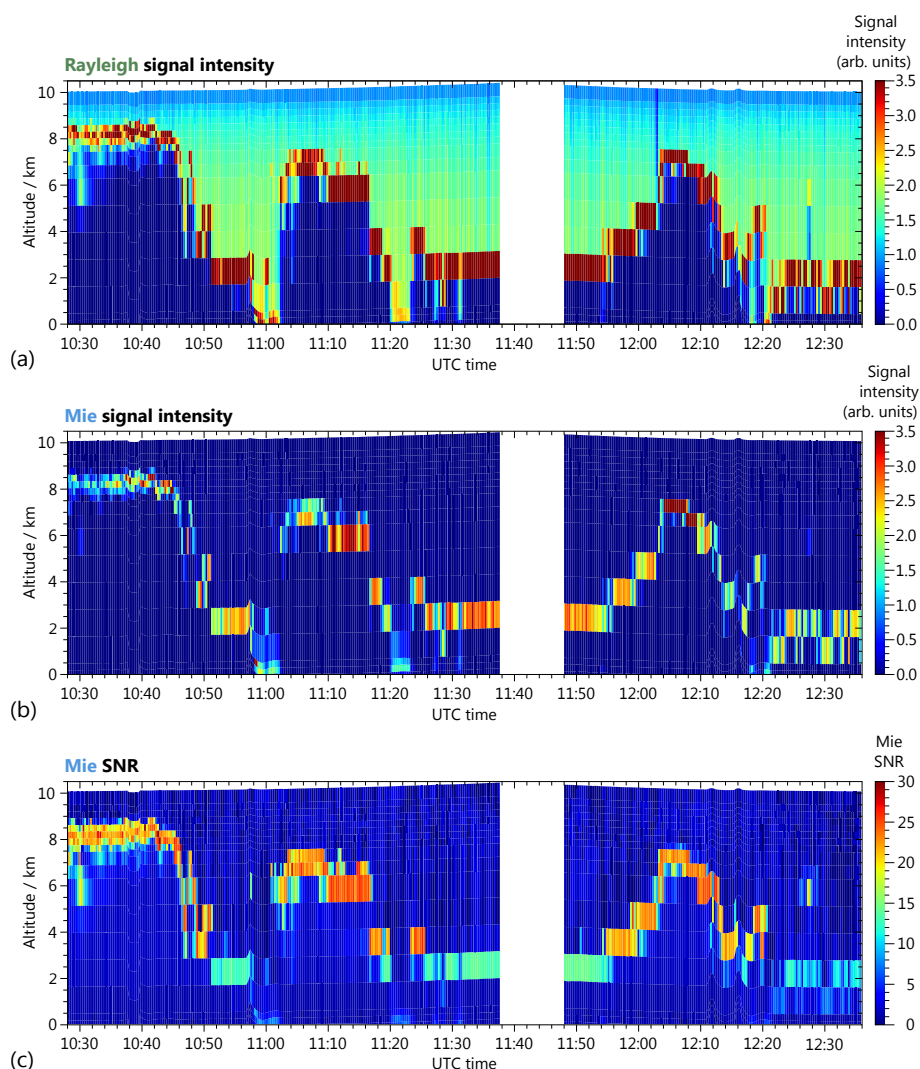 Signal
intensity
(arb. units)
Rayleigh signal intensity
Altitude / km
10
8
6
4
2
0
3.5
3.0
2.5
2.0
1.5
1.0
0.5
0.0
10:30 10:40 10:50 11:00 11:10 11:20 11:30 11:40 11:50 12:00 12:10 12:20 12:30
UTC time
(a)
Signal
intensity
(arb. units)
Mie signal intensity
Altitude / km
10
8
6
4
2
0
3.5
3.0
2.5
2.0
1.5
1.0
0.5
0.0
10:30 10:40 10:50 11:00 11:10 11:20 11:30 11:40 11:50 12:00 12:10 12:20 12:30
UTC time
(b)
Mie
SNR
Mie SNR
Altitude / km
10
8
6
4
2
0
30
25
20
15
10
5
0
10:30 10:40 10:50 11:00 11:10 11:20 11:30 11:40 11:50 12:00 12:10 12:20 12:30
UTC time
(c)